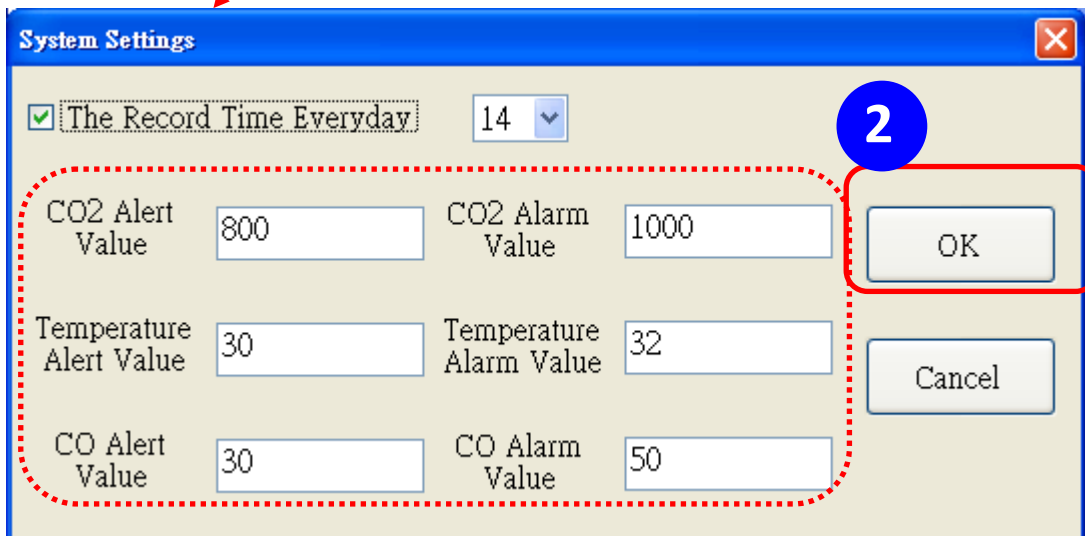 System Settings
The Record Time Everyday 14
2
CO2 Alert
Value
800
CO2 Alarm
Value
1000
OK
Temperature
Alert Value
30
Temperature
Alarm Value
32
Cancel
CO Alert
Value
30
CO Alarm
Value
50